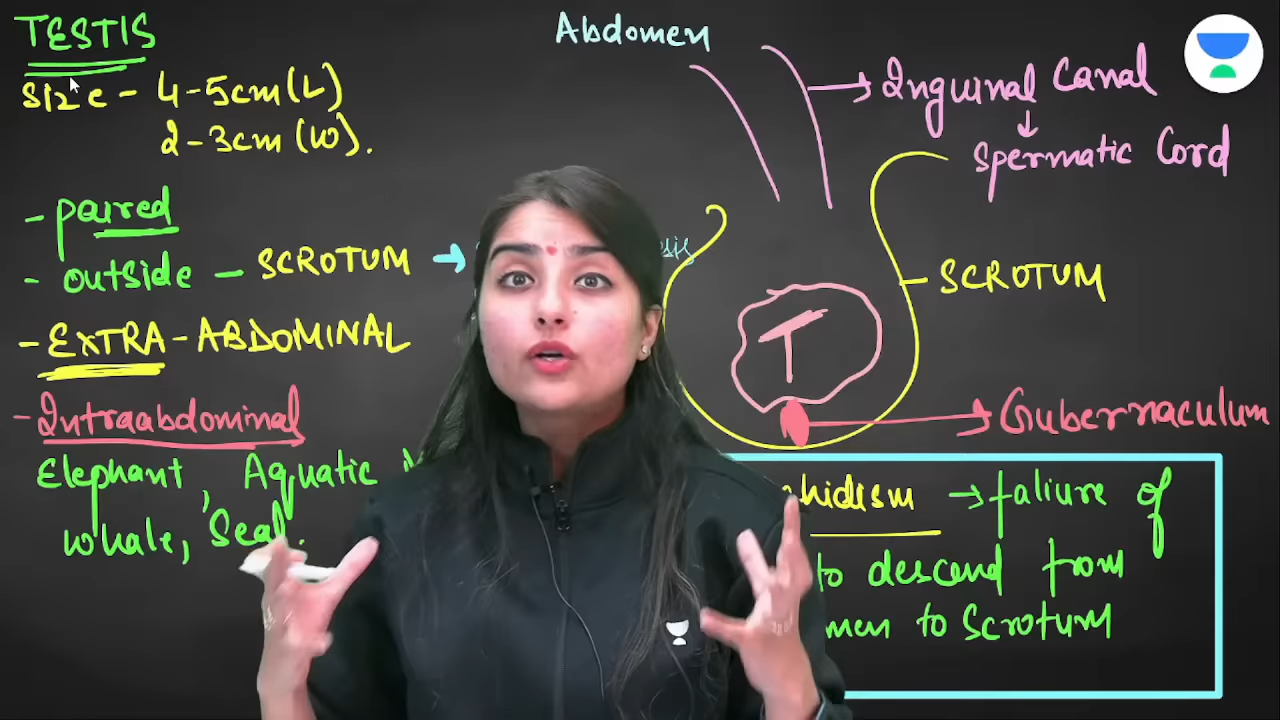 TESTIS
Size - 4-5cm (L)
2-3cm (W).
- paired
- outside - SCROTUM →
- EXTRA-ABDOMINAL
- Intraabdominal
Elephant, Aquatic
Whale, Seal.
Abdomen
→ Inguinal Canal
↓
Spermatic Cord
SCROTUM
T
→ Gubernaculum
→ faliure of
to descend from
to Scrotum